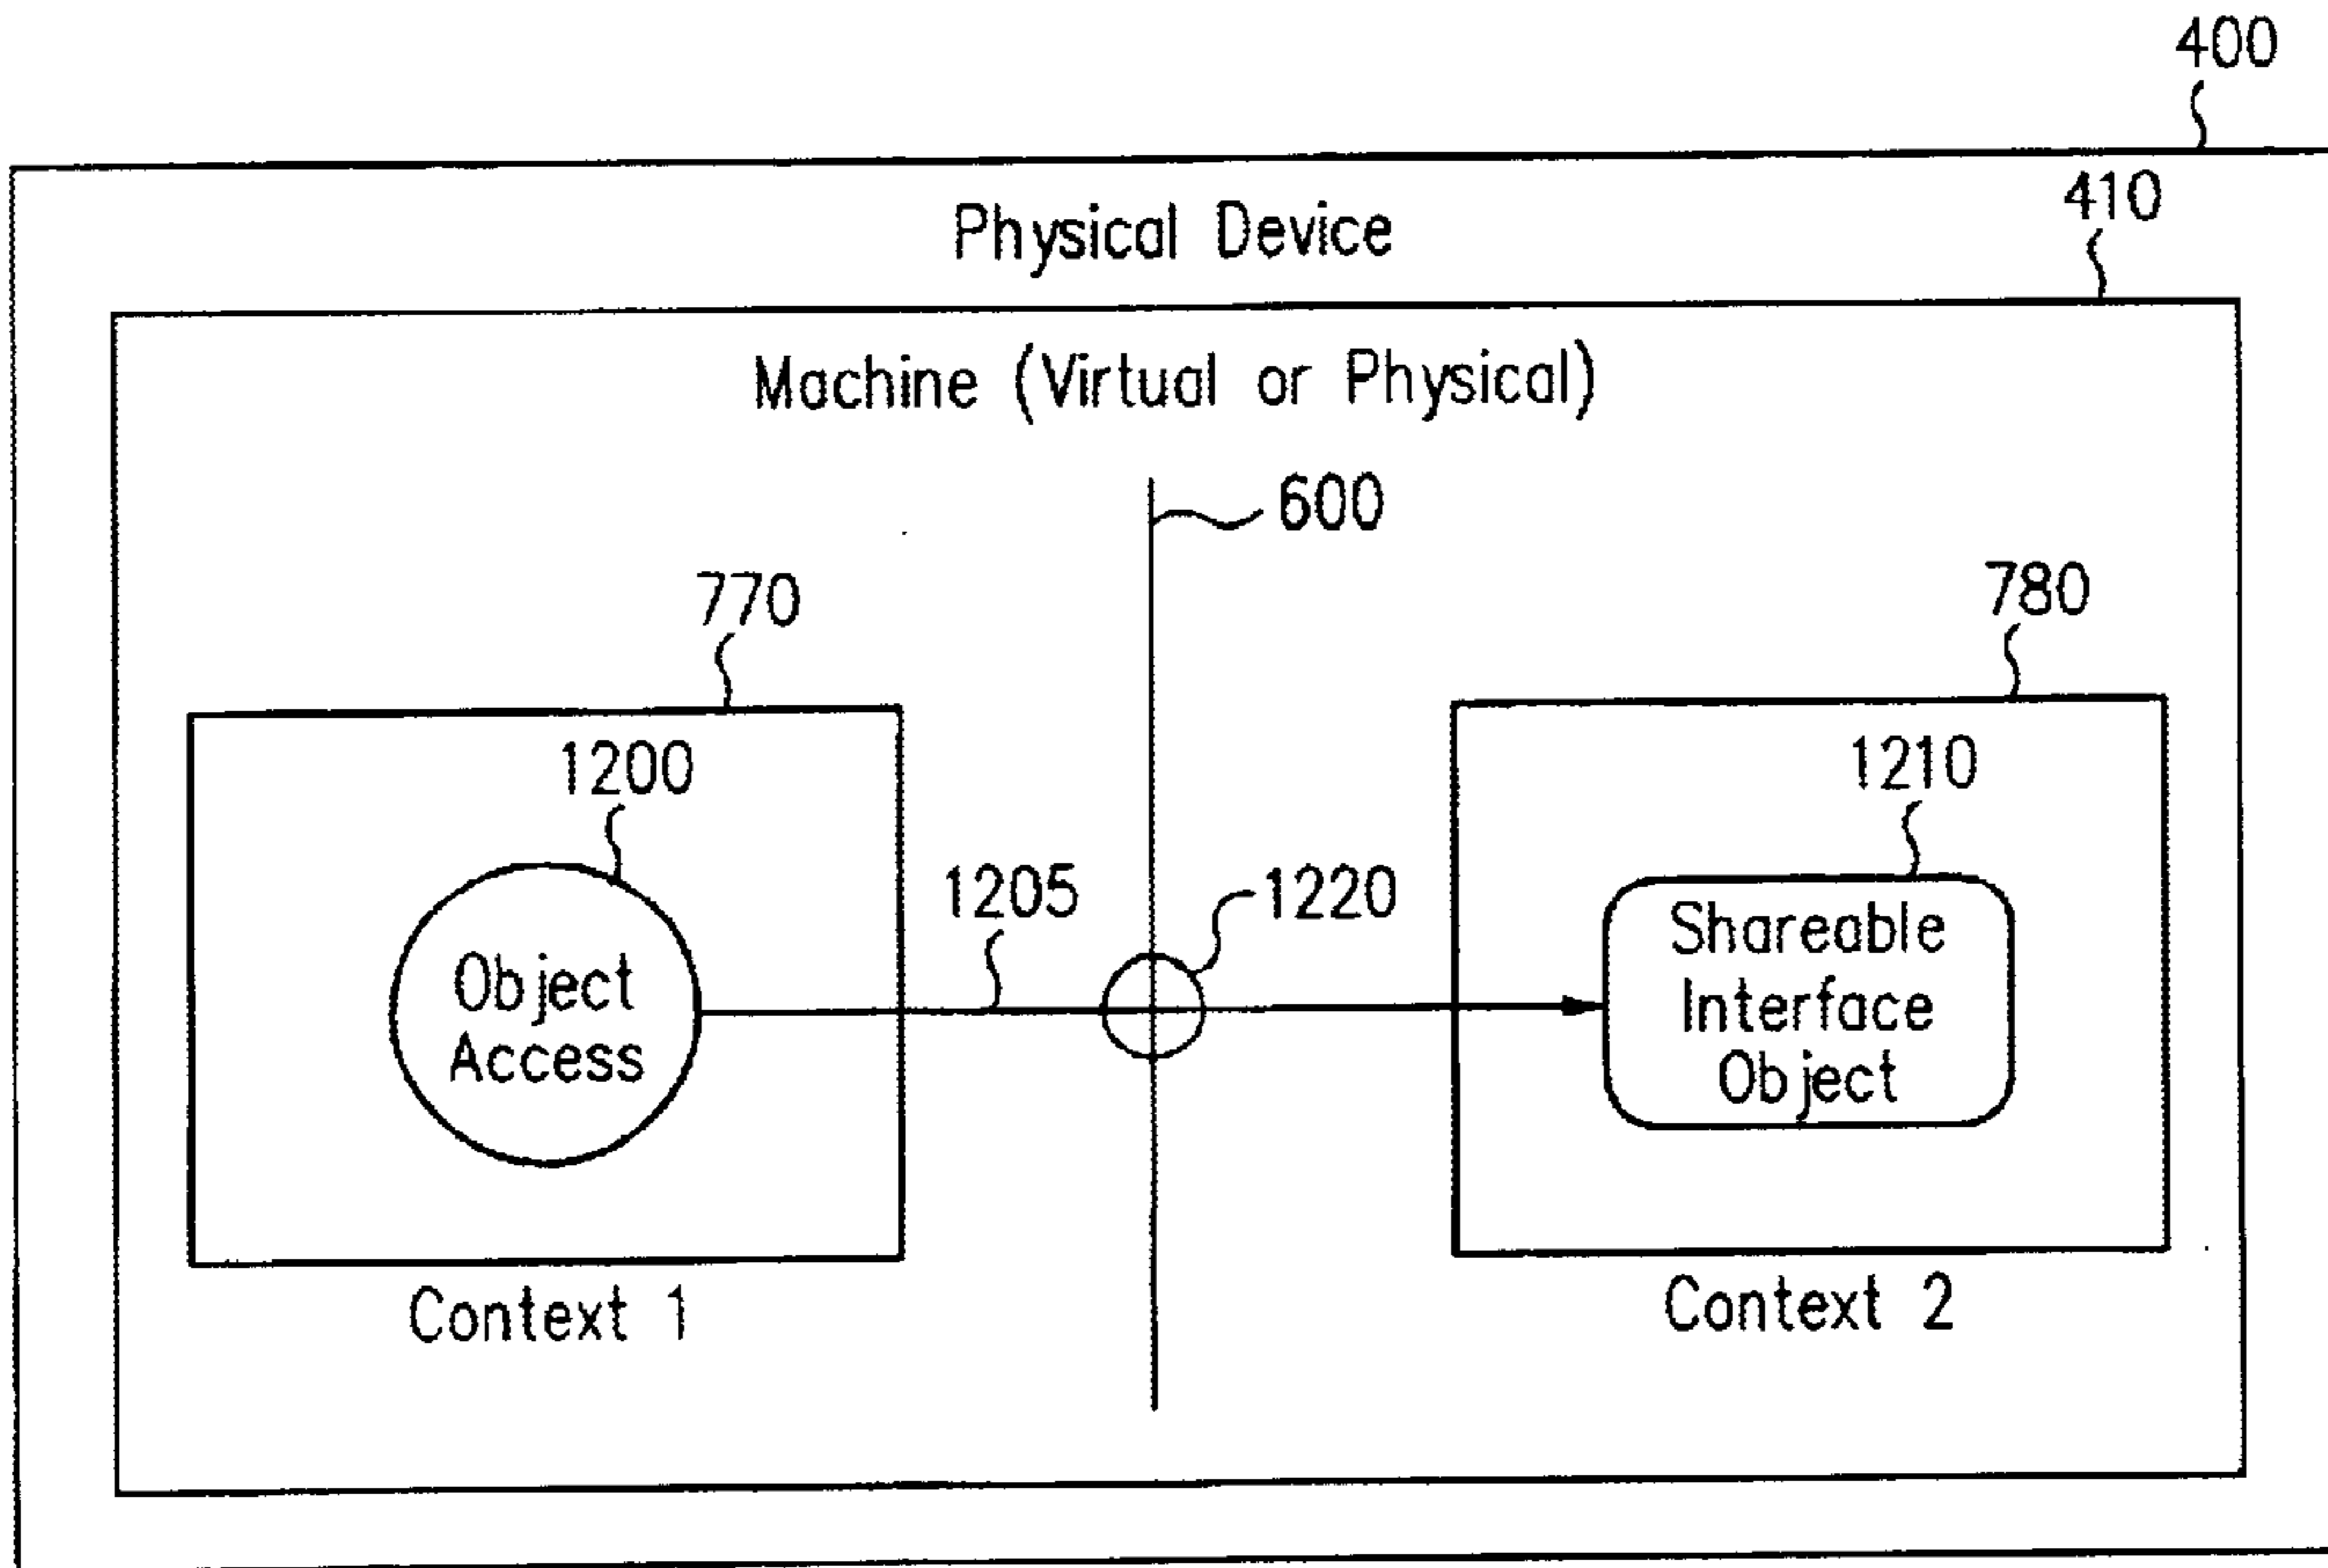 400
410
Physical Device
Machine (Virtual or Physical)
600
770
780
1200
1210
1205
1220
Object
Access
Shareable
Interface
Object
Context 1
Context 2